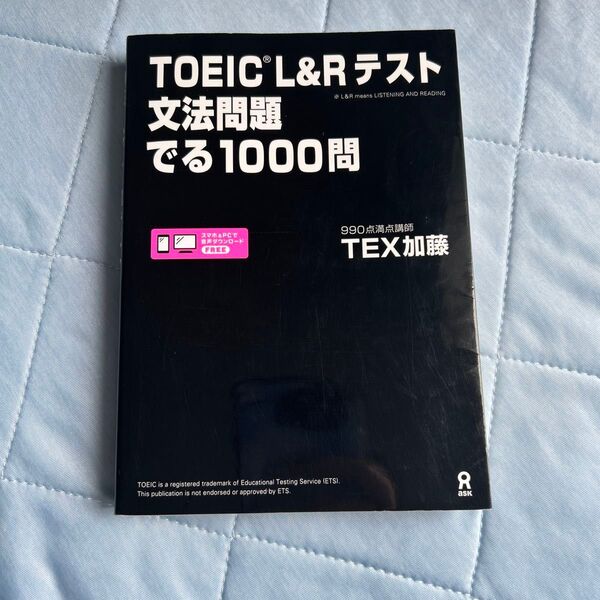 TOEIC® L&Rテスト
※ L&R means LISTENING AND READING
文法問題
でる1000問
スマホ&PCで
音声ダウンロード
FREE
990点満点講師
TEX加藤
TOEIC is a registered trademark of Educational Testing Service (ETS).
This publication is not endorsed or approved by ETS.
ask